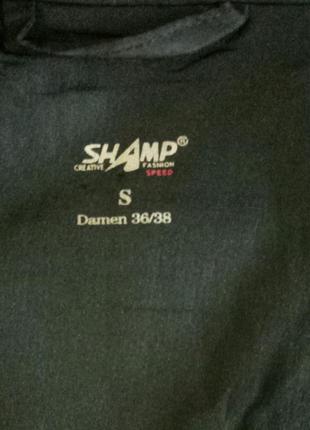 SHAMP®
CREATIVE FASHION
SPEED
S
Damen 36/38